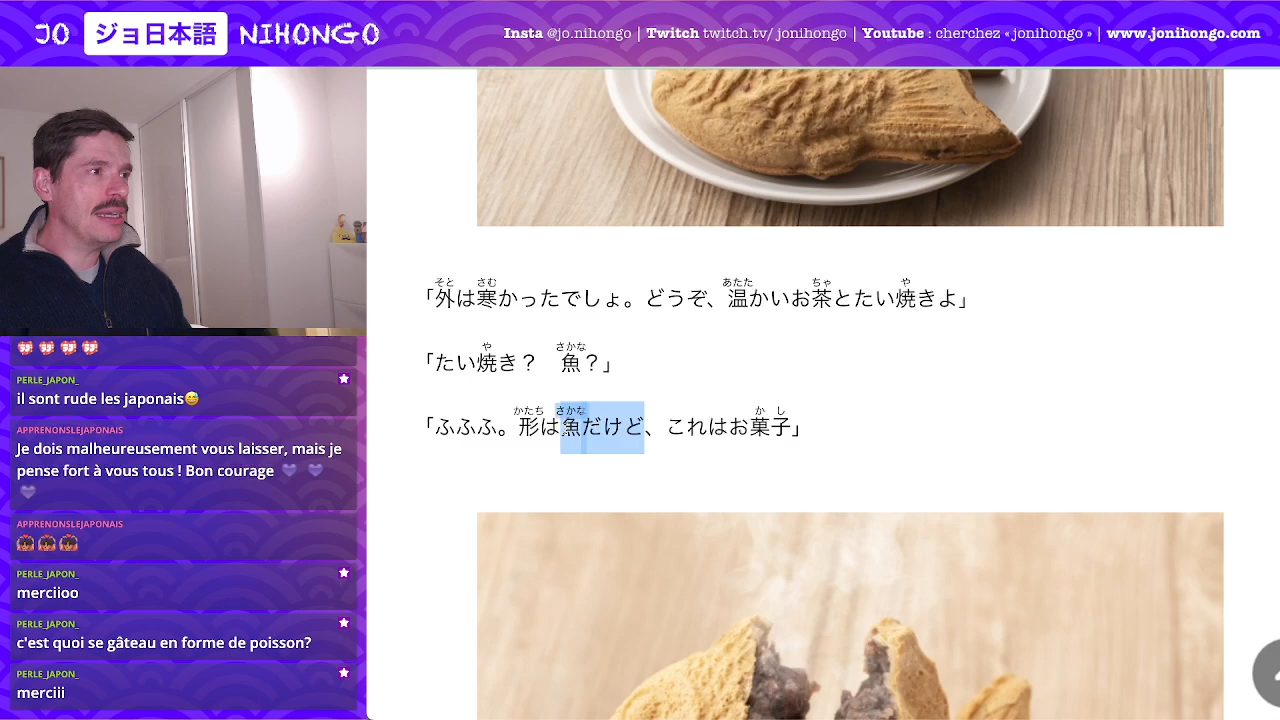 JO ジョ日本語 NIHONGO
Insta @jo.nihongo | Twitch twitch.tv/jonihongo | Youtube : cherchez « jonihongo » | www.jonihongo.com
そと さむ あたた ちゃ や
「外は寒かったでしょ。どうぞ、温かいお茶とたい焼きよ」
や さかな
「たい焼き？ 魚？」
かたち さかな か し
「ふふふ。形は魚だけど、これはお菓子」
PERLE_JAPON_
il sont rude les japonais
APPRENONSLEJAPONAIS
Je dois malheureusement vous laisser, mais je
pense fort à vous tous ! Bon courage
APPRENONSLEJAPONAIS
PERLE_JAPON_
merciioo
PERLE_JAPON_
c'est quoi se gâteau en forme de poisson?
PERLE_JAPON_
merciii